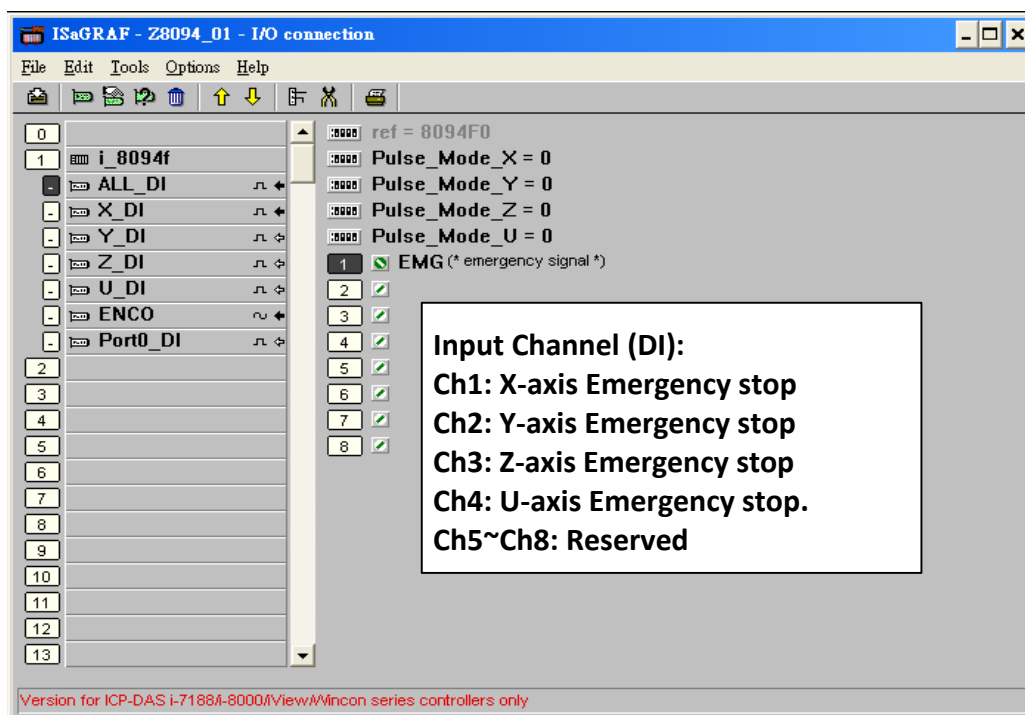 ISaGRAF - Z8094_01 - I/O connection
File Edit Tools Options Help
0
1 i_8094f
- ALL_DI
- X_DI
- Y_DI
- Z_DI
- U_DI
- ENCO
- Port0_DI
2
3
4
5
6
7
8
9
10
11
12
13
ref = 8094F0
Pulse_Mode_X = 0
Pulse_Mode_Y = 0
Pulse_Mode_Z = 0
Pulse_Mode_U = 0
1 EMG (* emergency signal *)
2
3
4
5
6
7
8
Input Channel (DI):
Ch1: X-axis Emergency stop
Ch2: Y-axis Emergency stop
Ch3: Z-axis Emergency stop
Ch4: U-axis Emergency stop.
Ch5~Ch8: Reserved
Version for ICP-DAS i-7188/i-8000/iView/Wincon series controllers only